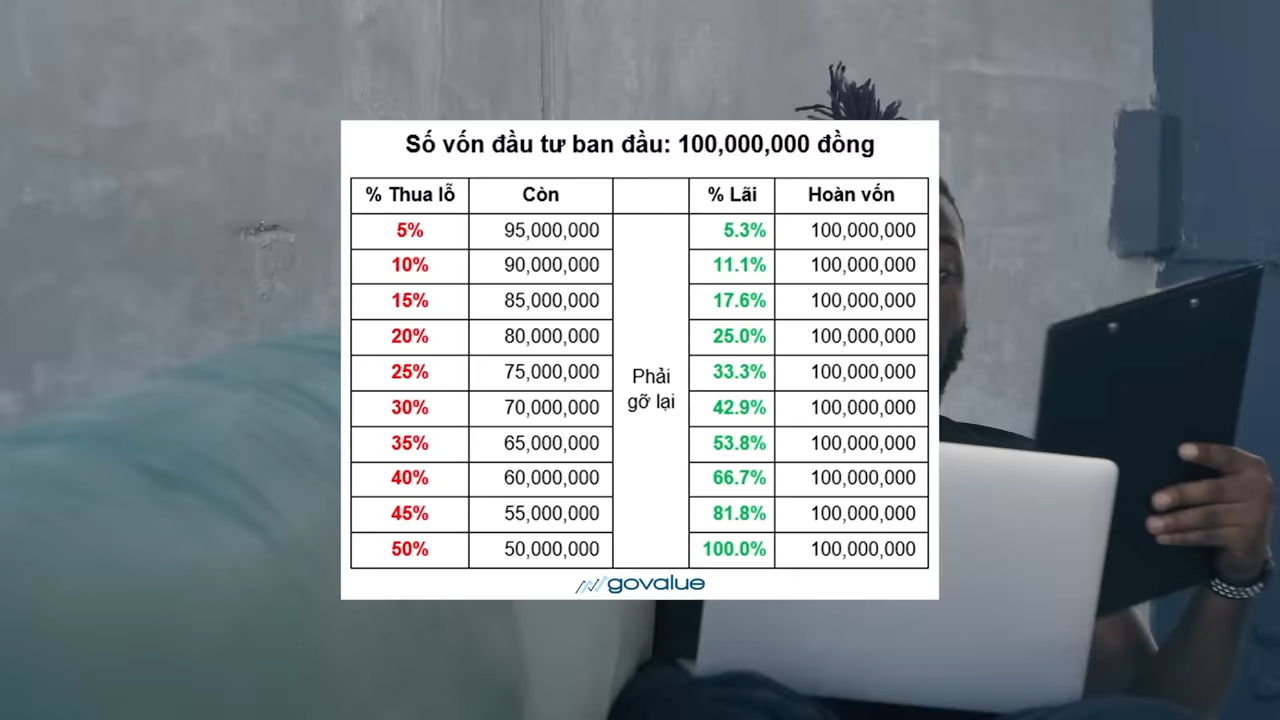 Số vốn đầu tư ban đầu: 100,000,000 đồng
% Thua lỗ Còn % Lãi Hoàn vốn
5% 95,000,000 5.3% 100,000,000
10% 90,000,000 11.1% 100,000,000
15% 85,000,000 17.6% 100,000,000
20% 80,000,000 25.0% 100,000,000
25% 75,000,000 33.3% 100,000,000
Phải
gỡ lại
30% 70,000,000 42.9% 100,000,000
35% 65,000,000 53.8% 100,000,000
40% 60,000,000 66.7% 100,000,000
45% 55,000,000 81.8% 100,000,000
50% 50,000,000 100.0% 100,000,000
govalue